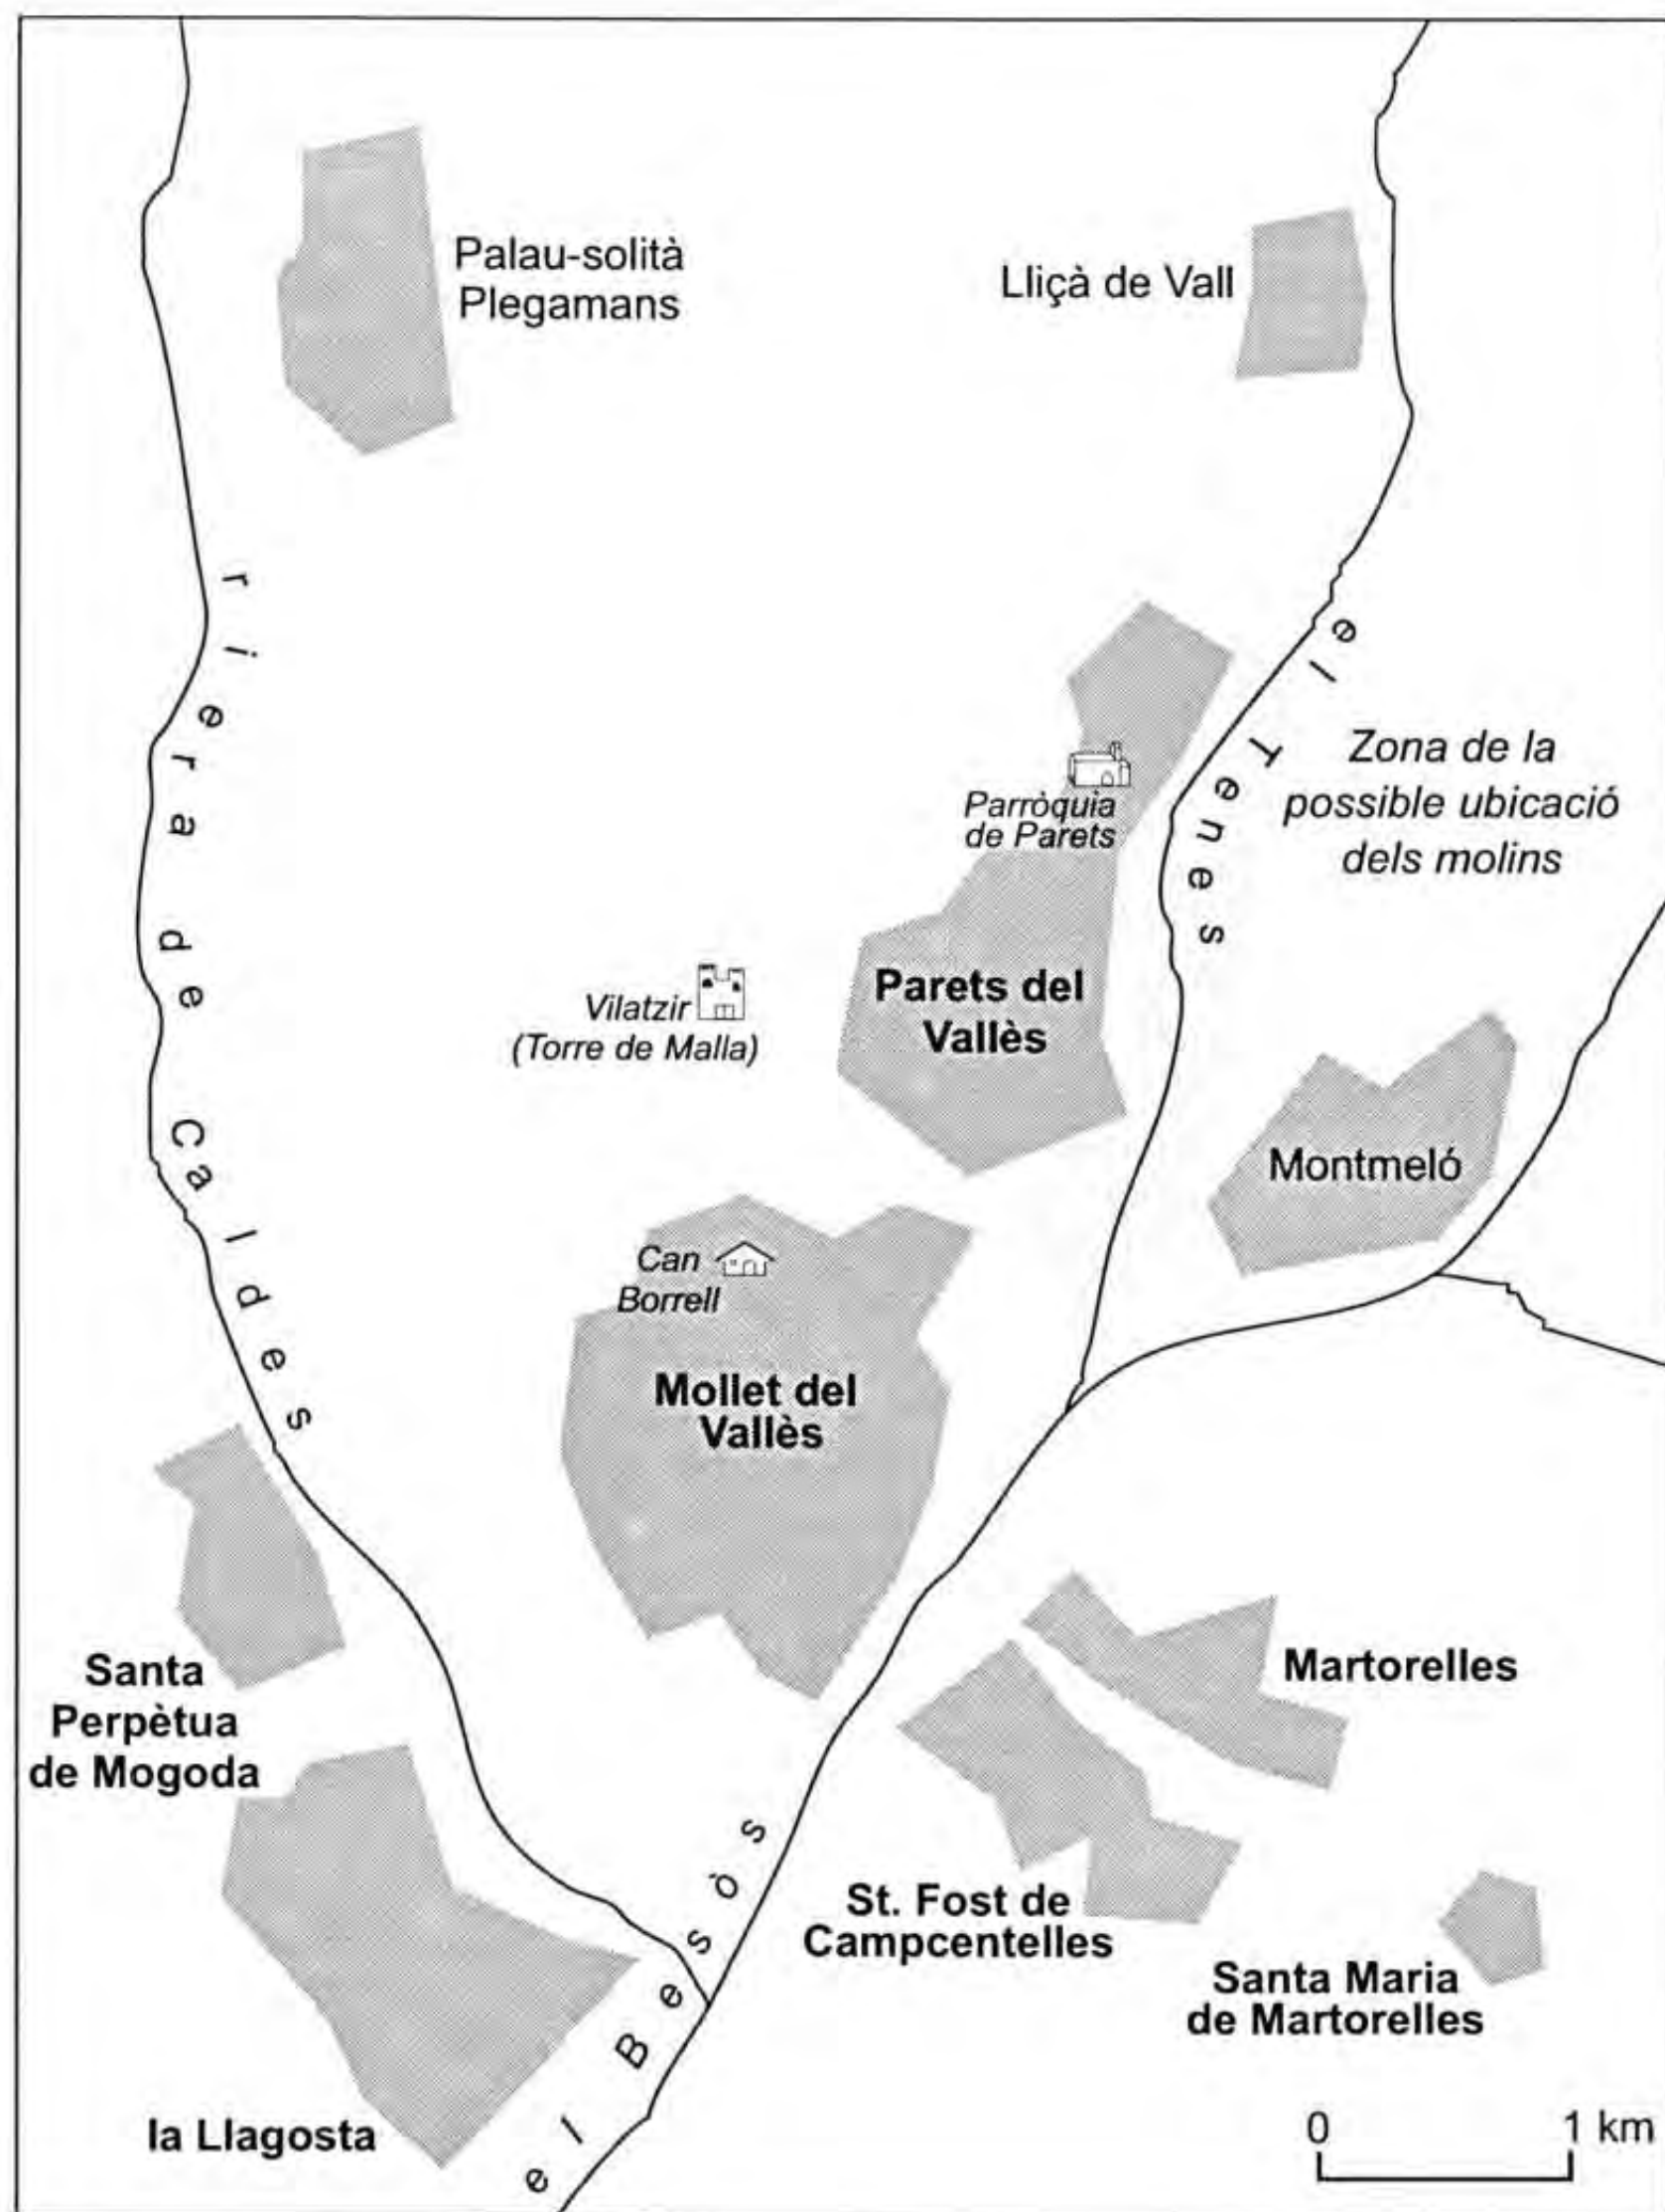 Palau-solità
Plegamans
Lliçà de Vall
riera de Caldes
el Tenes
Zona de la
possible ubicació
dels molins
Parròquia
de Parets
Parets del
Vallès
Vilatzir
(Torre de Malla)
Montmeló
Can
Borrell
Mollet del
Vallès
Santa
Perpètua
de Mogoda
Martorelles
St. Fost de
Campcentelles
Santa Maria
de Martorelles
el Besòs
la Llagosta
0 1 km